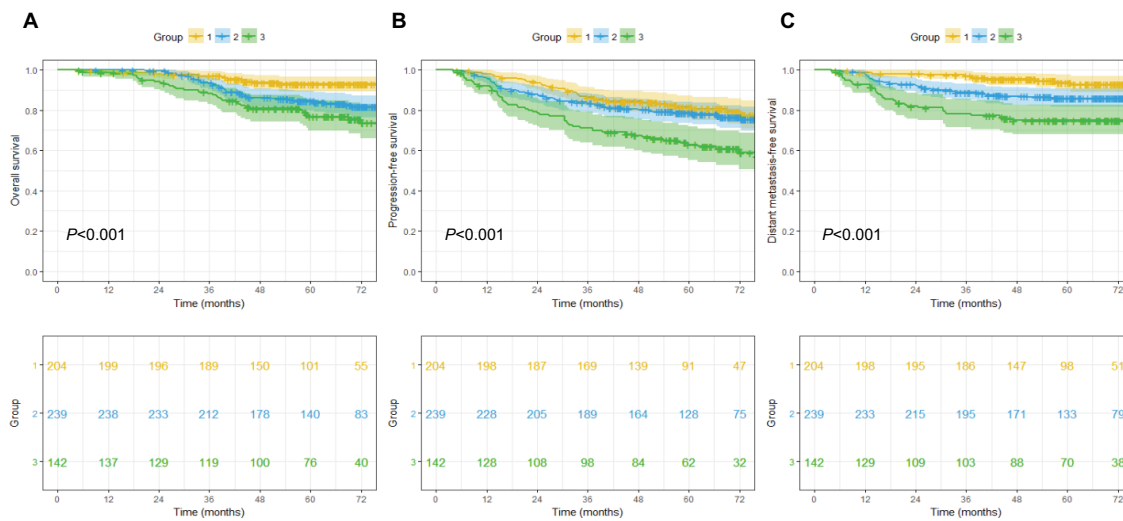 A
Group 1 2 3
Overall survival
1.0
0.8
0.6
0.4
0.2
0.0
P<0.001
0 12 24 36 48 60 72
Time (months)
Group
1 204 199 196 189 150 101 55
2 239 238 233 212 178 140 83
3 142 137 129 119 100 76 40
0 12 24 36 48 60 72
Time (months)
B
Group 1 2 3
Progression-free survival
1.0
0.8
0.6
0.4
0.2
0.0
P<0.001
0 12 24 36 48 60 72
Time (months)
Group
1 204 198 187 169 139 91 47
2 239 228 205 189 164 128 75
3 142 128 108 98 84 62 32
0 12 24 36 48 60 72
Time (months)
C
Group 1 2 3
Distant metastasis-free survival
1.0
0.8
0.6
0.4
0.2
0.0
P<0.001
0 12 24 36 48 60 72
Time (months)
Group
1 204 198 195 186 147 98 51
2 239 233 215 195 171 133 79
3 142 129 109 103 88 70 38
0 12 24 36 48 60 72
Time (months)